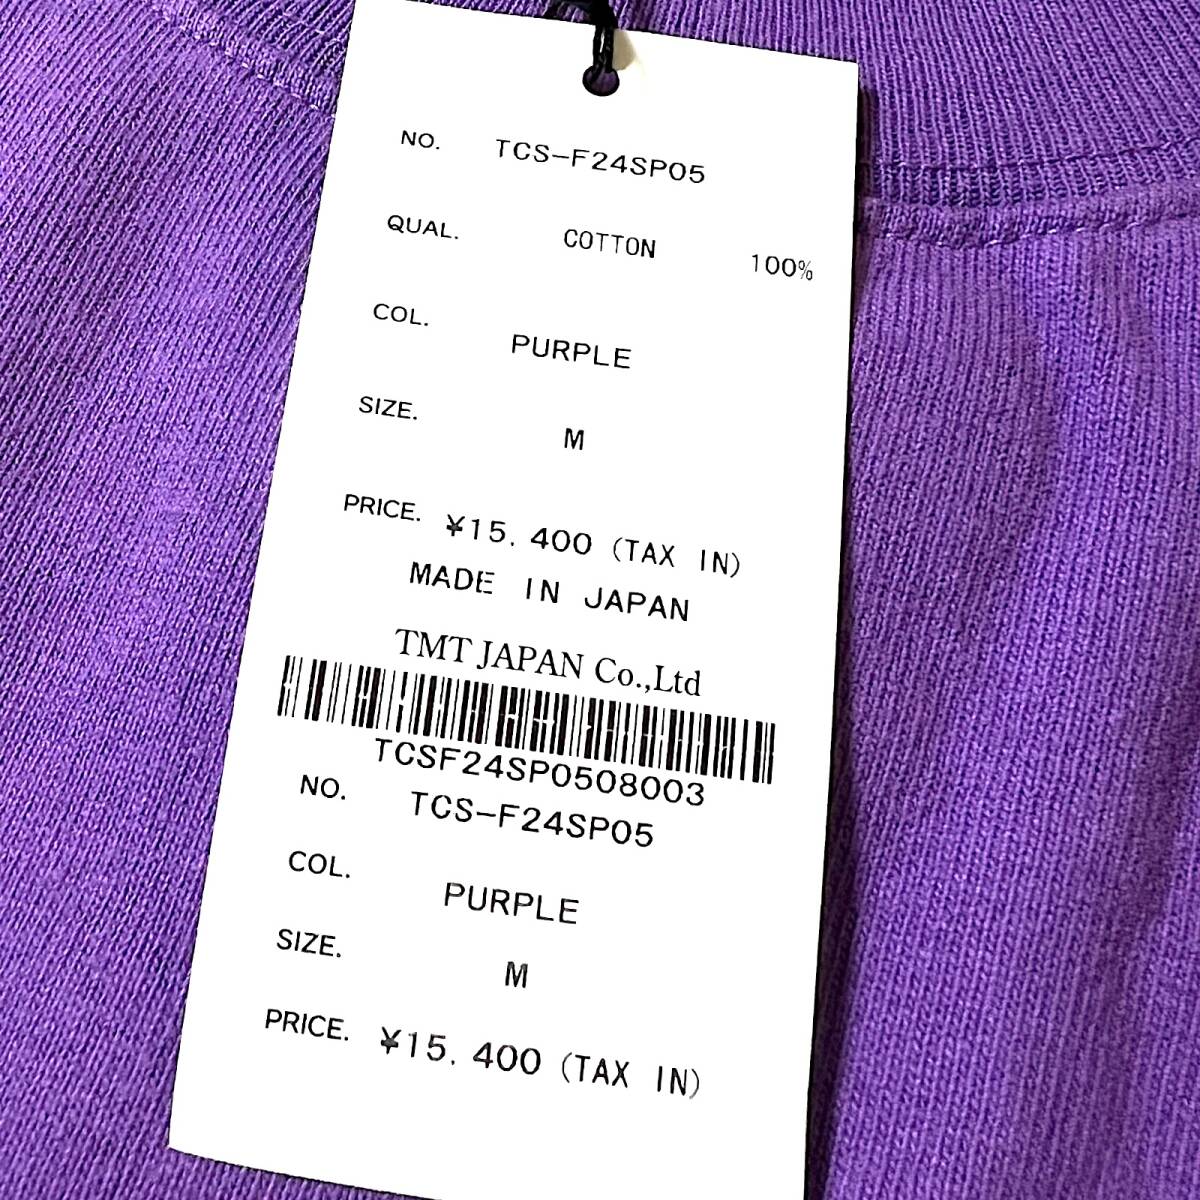 NO. TCS-F24SP05
QUAL. COTTON 100%
COL. PURPLE
SIZE. M
PRICE. ¥15.400 (TAX IN)
MADE IN JAPAN
TMT JAPAN Co.,Ltd
TCSF24SP0508003
NO. TCS-F24SP05
COL. PURPLE
SIZE. M
PRICE. ¥15.400 (TAX IN)